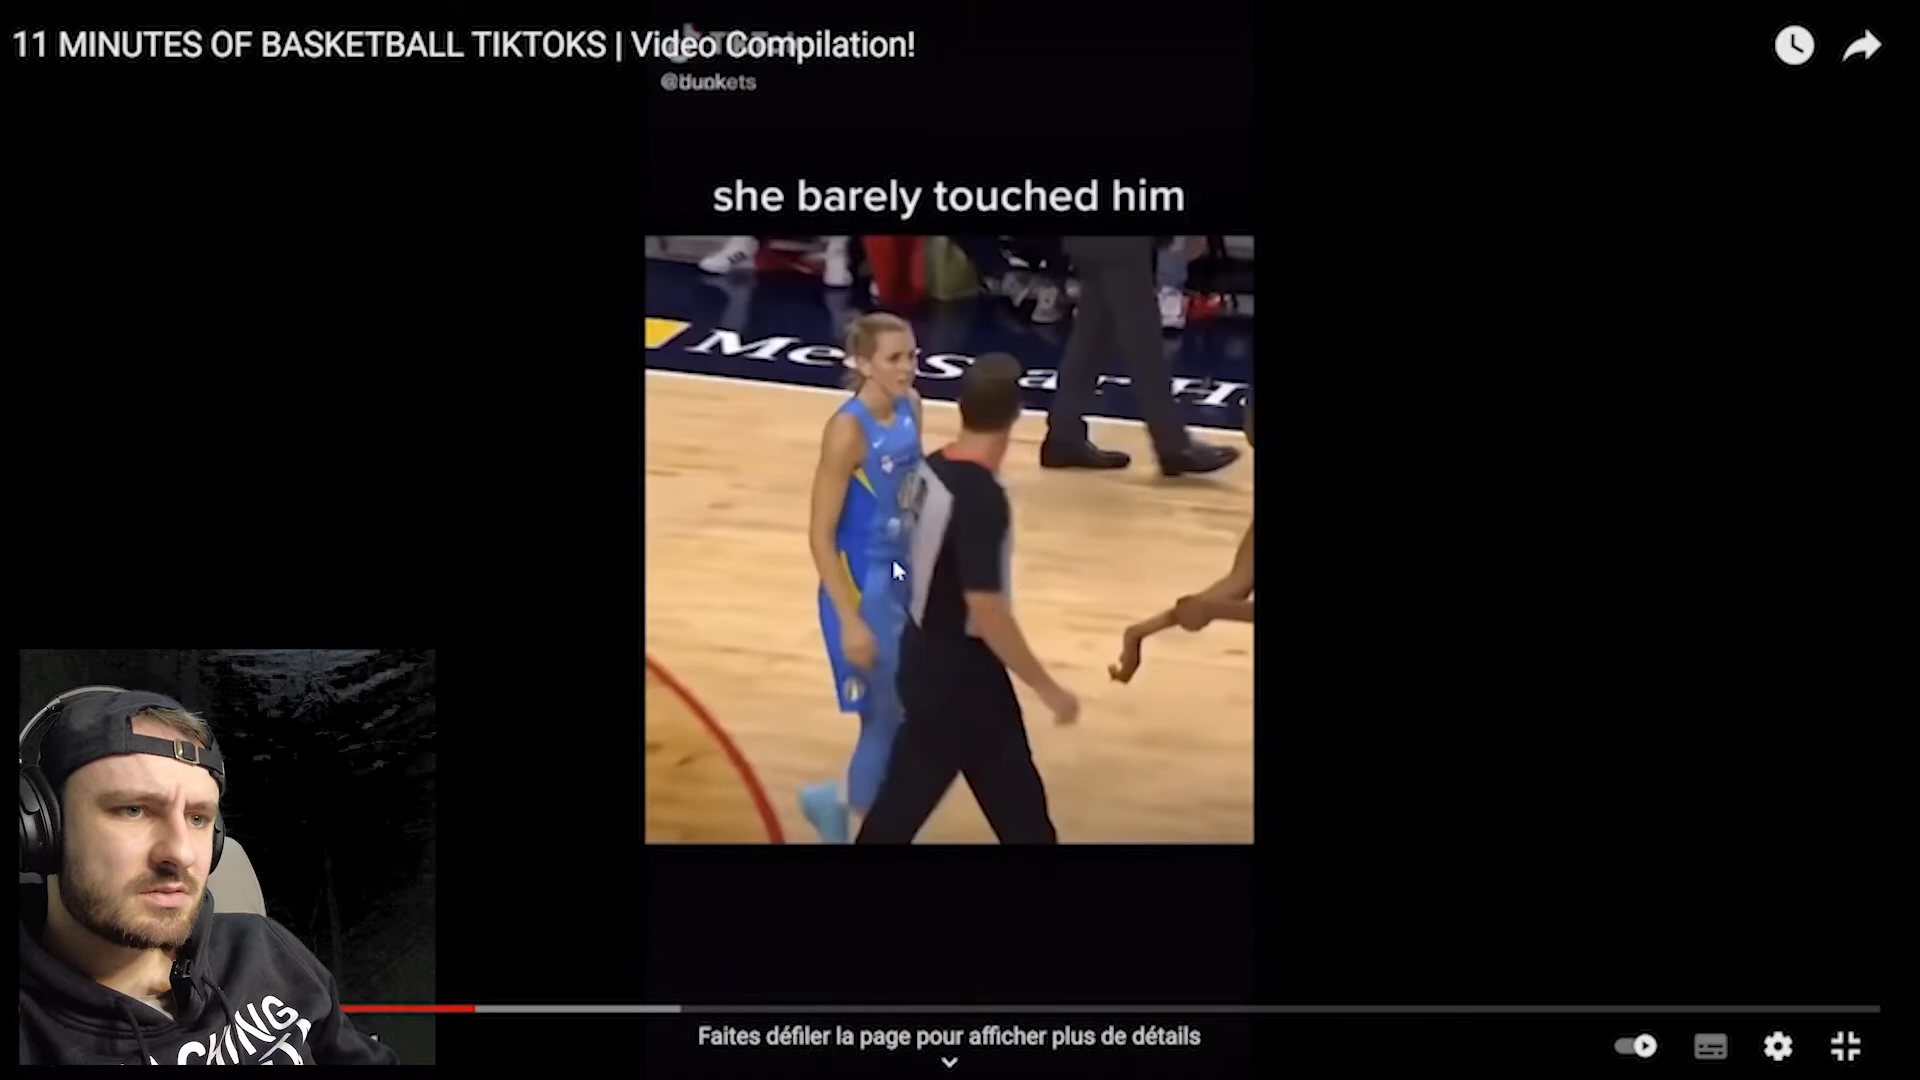 11 MINUTES OF BASKETBALL TIKTOKS | Video Compilation!
she barely touched him
Faites défiler la page pour afficher plus de détails